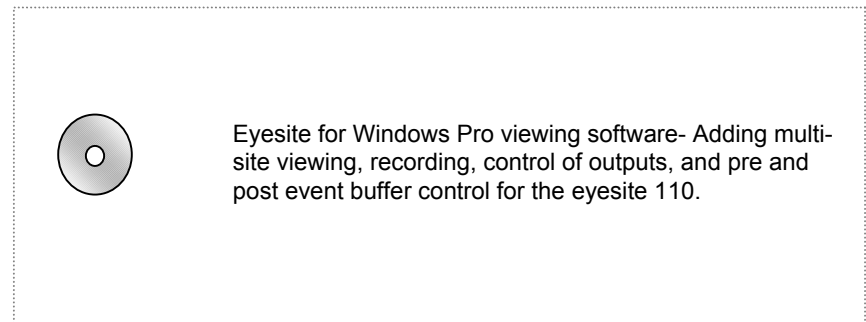 Eyesite for Windows Pro viewing software- Adding multi-
site viewing, recording, control of outputs, and pre and
post event buffer control for the eyesite 110.